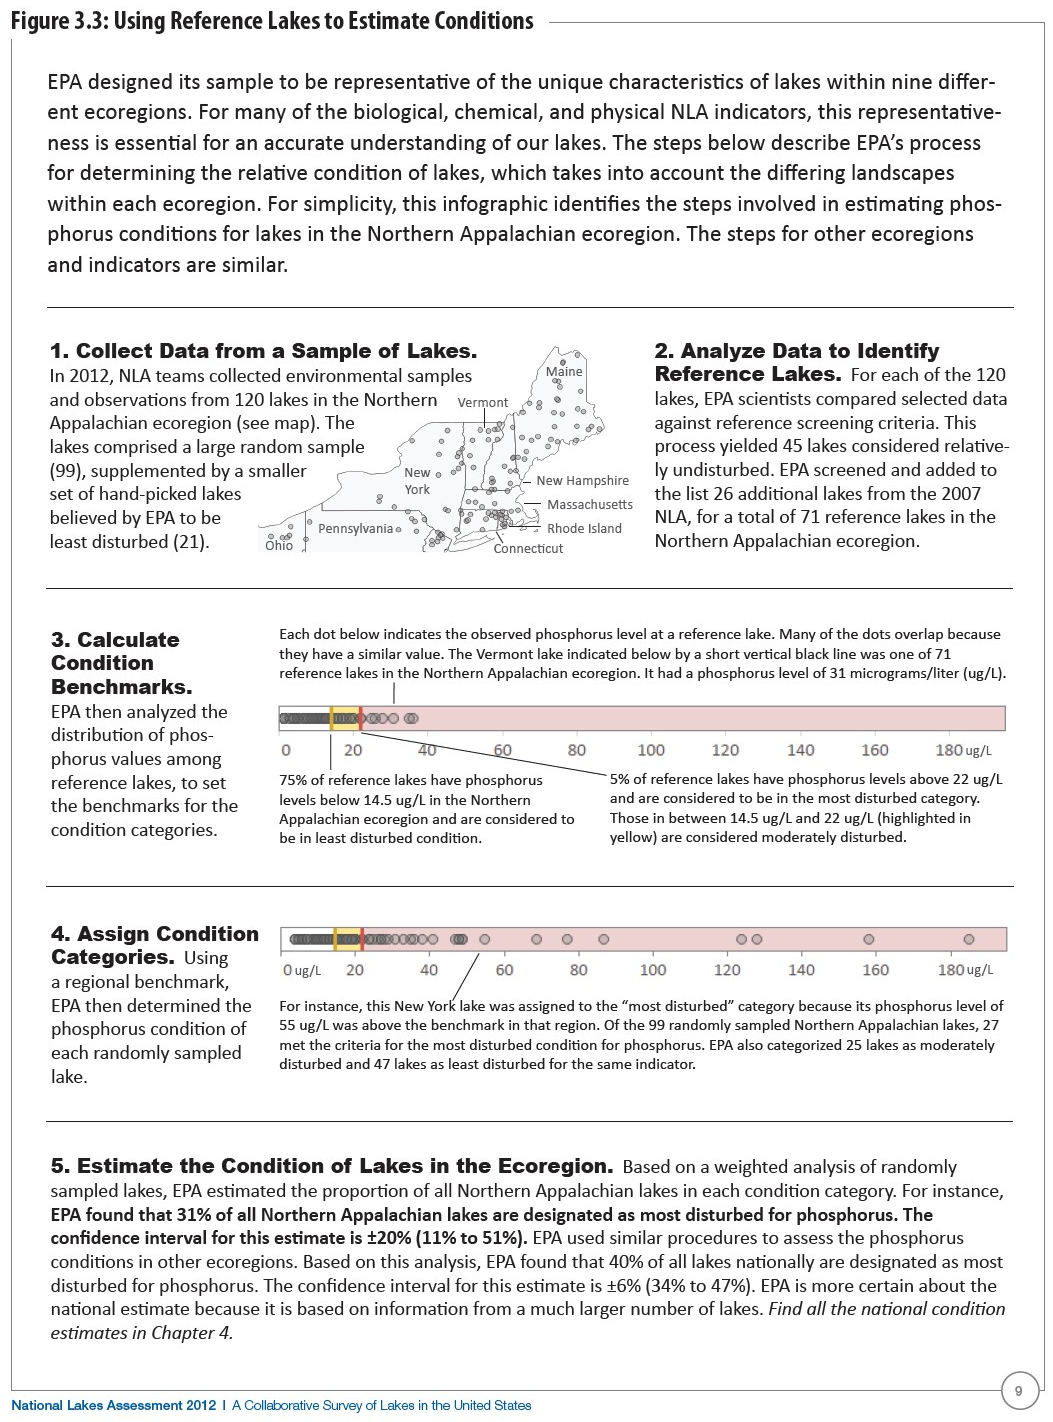 Figure 3.3: Using Reference Lakes to Estimate Conditions
EPA designed its sample to be representative of the unique characteristics of lakes within nine differ-
ent ecoregions. For many of the biological, chemical, and physical NLA indicators, this representative-
ness is essential for an accurate understanding of our lakes. The steps below describe EPA’s process
for determining the relative condition of lakes, which takes into account the differing landscapes
within each ecoregion. For simplicity, this infographic identifies the steps involved in estimating phos-
phorus conditions for lakes in the Northern Appalachian ecoregion. The steps for other ecoregions
and indicators are similar.
1. Collect Data from a Sample of Lakes.
In 2012, NLA teams collected environmental samples
and observations from 120 lakes in the Northern
Appalachian ecoregion (see map). The
lakes comprised a large random sample
(99), supplemented by a smaller
set of hand-picked lakes
believed by EPA to be
least disturbed (21).
Maine
Vermont
New
York
New Hampshire
Massachusetts
Pennsylvania
Rhode Island
Ohio
Connecticut
2. Analyze Data to Identify
Reference Lakes. For each of the 120
lakes, EPA scientists compared selected data
against reference screening criteria. This
process yielded 45 lakes considered relative-
ly undisturbed. EPA screened and added to
the list 26 additional lakes from the 2007
NLA, for a total of 71 reference lakes in the
Northern Appalachian ecoregion.
3. Calculate
Condition
Benchmarks.
EPA then analyzed the
distribution of phos-
phorus values among
reference lakes, to set
the benchmarks for the
condition categories.
Each dot below indicates the observed phosphorus level at a reference lake. Many of the dots overlap because
they have a similar value. The Vermont lake indicated below by a short vertical black line was one of 71
reference lakes in the Northern Appalachian ecoregion. It had a phosphorus level of 31 micrograms/liter (ug/L).
0 20 40 60 80 100 120 140 160 180 ug/L
75% of reference lakes have phosphorus
levels below 14.5 ug/L in the Northern
Appalachian ecoregion and are considered to
be in least disturbed condition.
5% of reference lakes have phosphorus levels above 22 ug/L
and are considered to be in the most disturbed category.
Those in between 14.5 ug/L and 22 ug/L (highlighted in
yellow) are considered moderately disturbed.
4. Assign Condition
Categories. Using
a regional benchmark,
EPA then determined the
phosphorus condition of
each randomly sampled
lake.
0 ug/L 20 40 60 80 100 120 140 160 180 ug/L
For instance, this New York lake was assigned to the “most disturbed” category because its phosphorus level of
55 ug/L was above the benchmark in that region. Of the 99 randomly sampled Northern Appalachian lakes, 27
met the criteria for the most disturbed condition for phosphorus. EPA also categorized 25 lakes as moderately
disturbed and 47 lakes as least disturbed for the same indicator.
5. Estimate the Condition of Lakes in the Ecoregion. Based on a weighted analysis of randomly
sampled lakes, EPA estimated the proportion of all Northern Appalachian lakes in each condition category. For instance,
EPA found that 31% of all Northern Appalachian lakes are designated as most disturbed for phosphorus. The
confidence interval for this estimate is ±20% (11% to 51%). EPA used similar procedures to assess the phosphorus
conditions in other ecoregions. Based on this analysis, EPA found that 40% of all lakes nationally are designated as most
disturbed for phosphorus. The confidence interval for this estimate is ±6% (34% to 47%). EPA is more certain about the
national estimate because it is based on information from a much larger number of lakes. Find all the national condition
estimates in Chapter 4.
9
National Lakes Assessment 2012 | A Collaborative Survey of Lakes in the United States